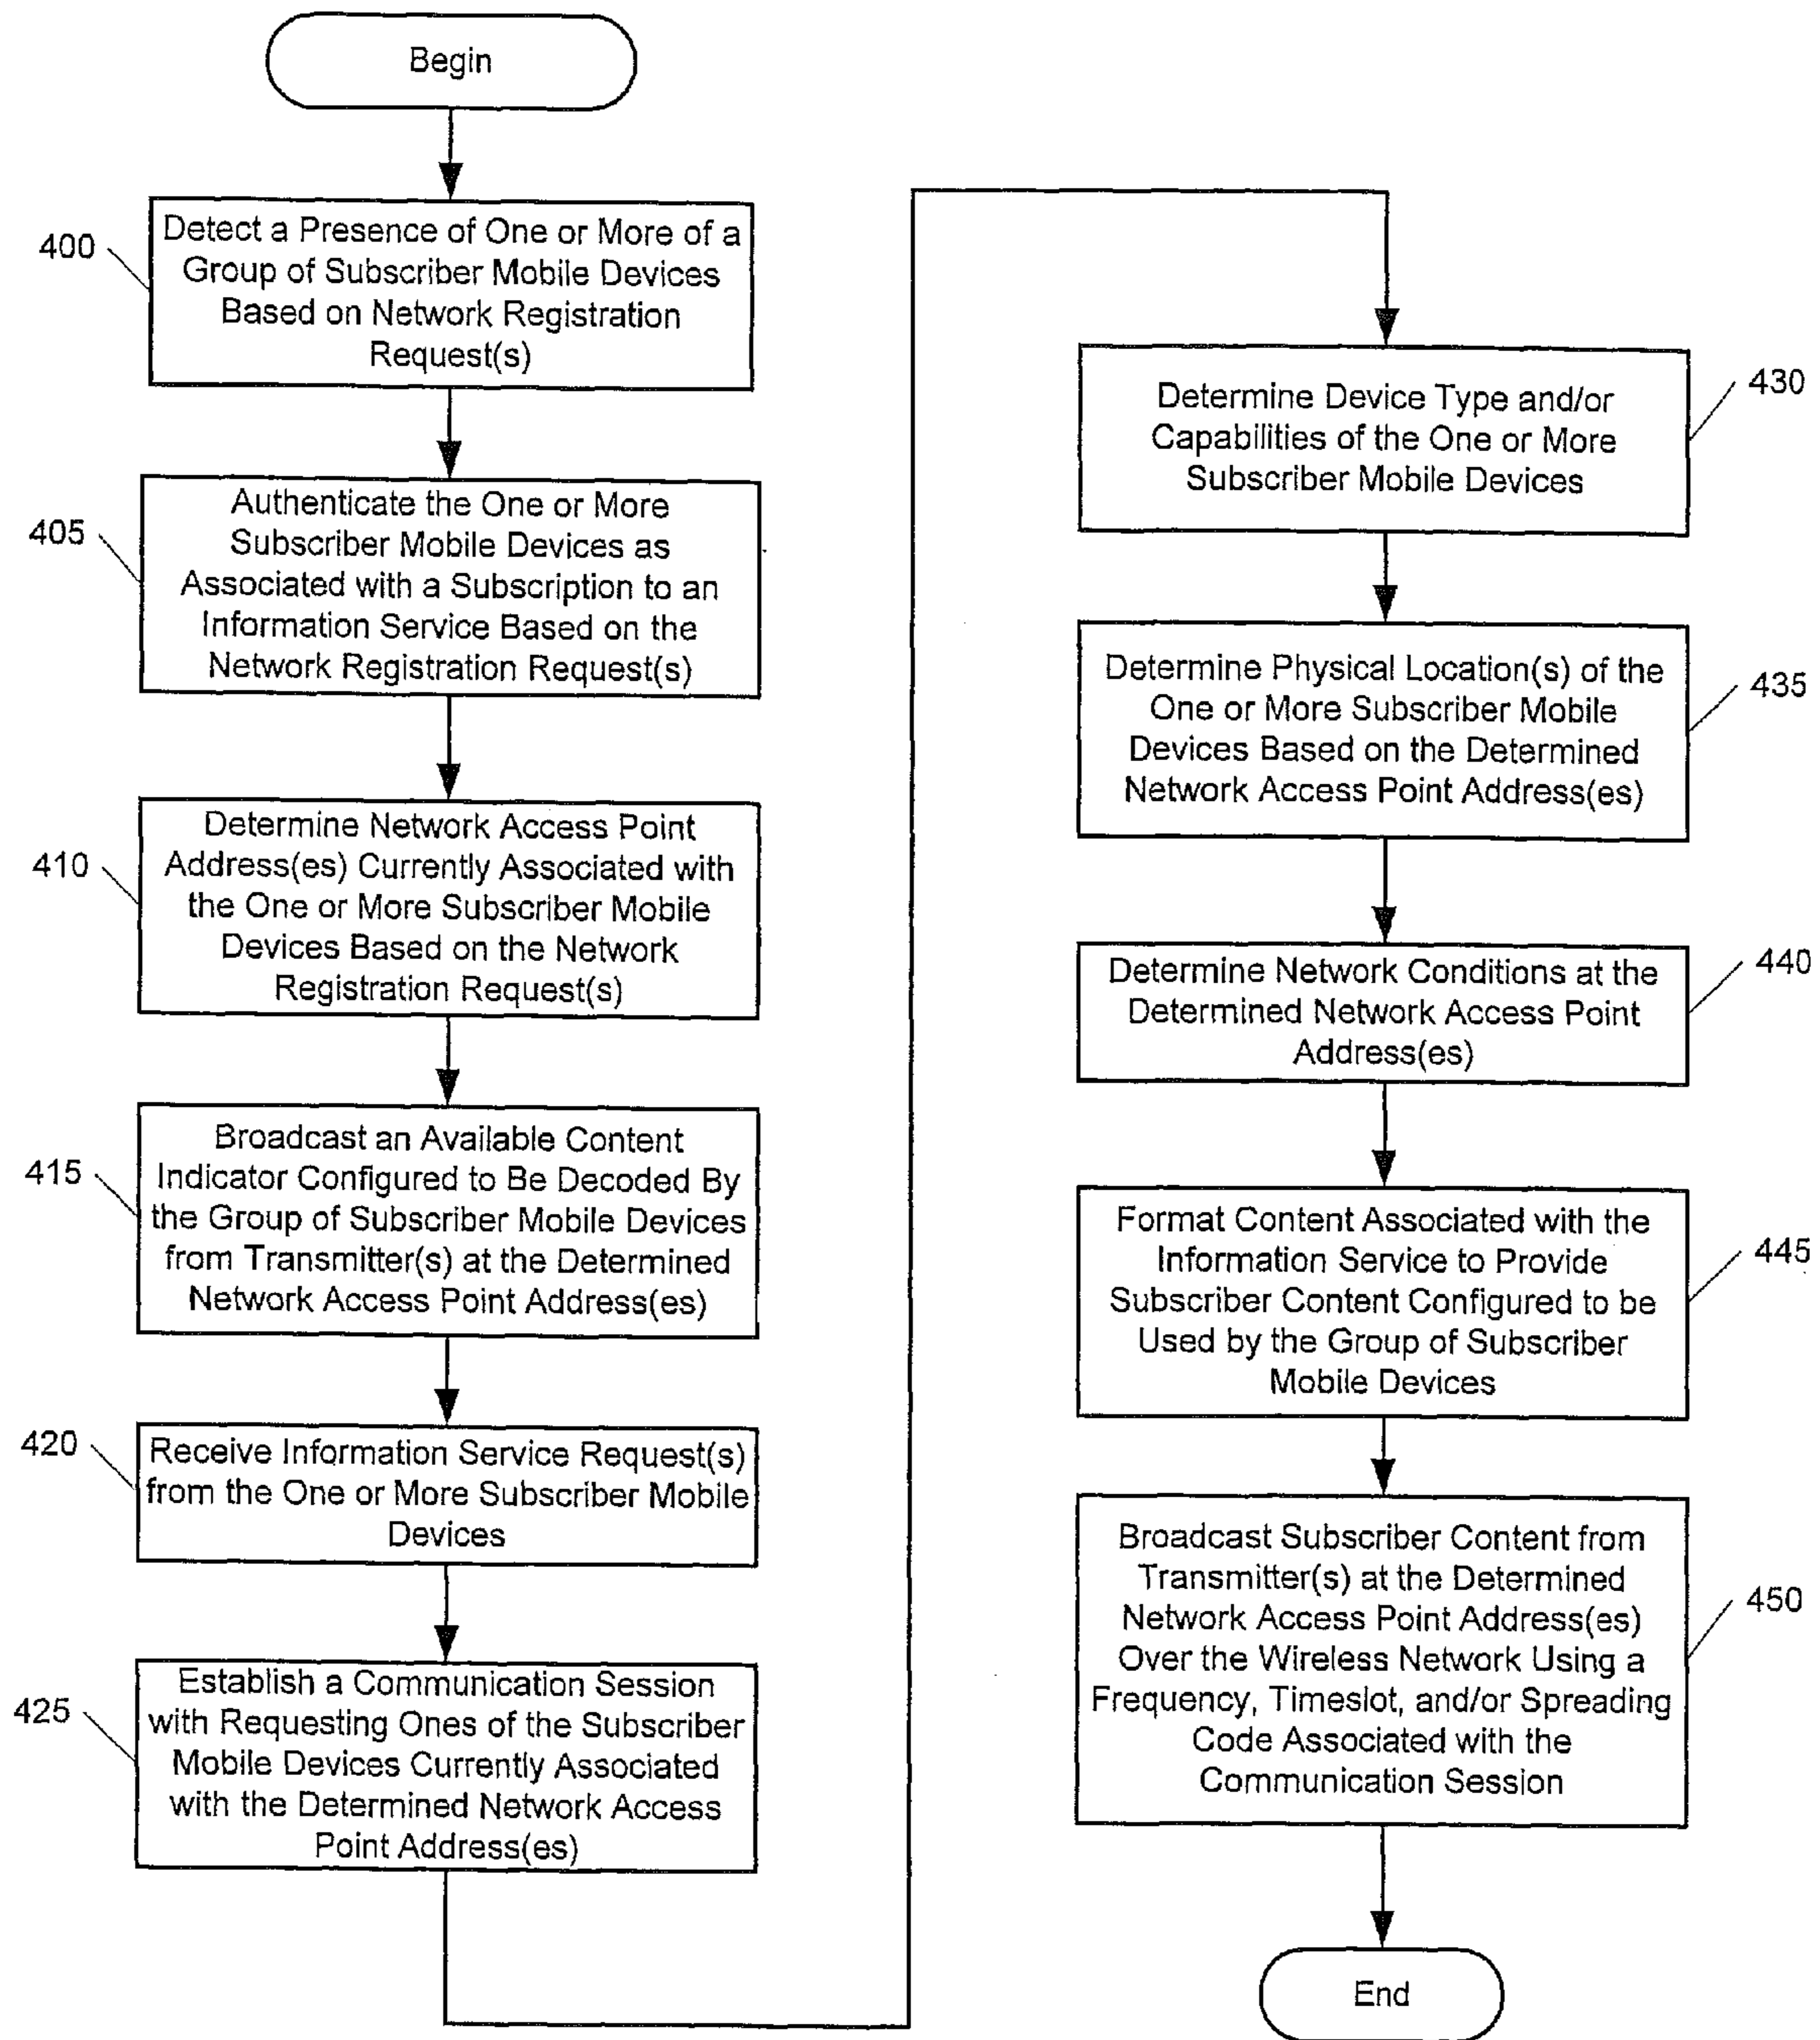 Begin
400
Detect a Presence of One or More of a
Group of Subscriber Mobile Devices
Based on Network Registration
Request(s)
405
Authenticate the One or More
Subscriber Mobile Devices as
Associated with a Subscription to an
Information Service Based on the
Network Registration Request(s)
410
Determine Network Access Point
Address(es) Currently Associated with
the One or More Subscriber Mobile
Devices Based on the Network
Registration Request(s)
415
Broadcast an Available Content
Indicator Configured to Be Decoded By
the Group of Subscriber Mobile Devices
from Transmitter(s) at the Determined
Network Access Point Address(es)
420
Receive Information Service Request(s)
from the One or More Subscriber Mobile
Devices
425
Establish a Communication Session
with Requesting Ones of the Subscriber
Mobile Devices Currently Associated
with the Determined Network Access
Point Address(es)
430
Determine Device Type and/or
Capabilities of the One or More
Subscriber Mobile Devices
435
Determine Physical Location(s) of the
One or More Subscriber Mobile
Devices Based on the Determined
Network Access Point Address(es)
440
Determine Network Conditions at the
Determined Network Access Point
Address(es)
445
Format Content Associated with the
Information Service to Provide
Subscriber Content Configured to be
Used by the Group of Subscriber
Mobile Devices
450
Broadcast Subscriber Content from
Transmitter(s) at the Determined
Network Access Point Address(es)
Over the Wireless Network Using a
Frequency, Timeslot, and/or Spreading
Code Associated with the
Communication Session
End